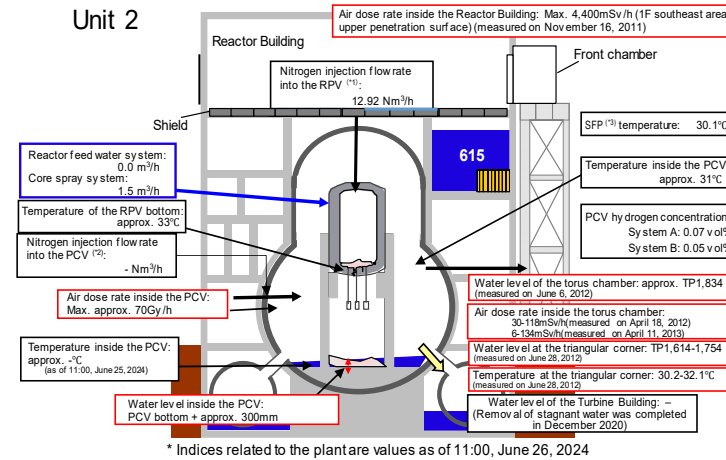 Unit 2
Air dose rate inside the Reactor Building: Max. 4,400mSv/h (1F southeast area
upper penetration surface) (measured on November 16, 2011)
Reactor Building
Front chamber
Nitrogen injection flow rate
into the RPV (*1):
12.92 Nm3/h
Shield
SFP (*3) temperature: 30.1℃
Reactor feed water system:
0.0 m3/h
Core spray system:
1.5 m3/h
615
Temperature inside the PCV:
approx. 31℃
Temperature of the RPV bottom:
approx. 33℃
PCV hydrogen concentration
System A: 0.07 vol%
System B: 0.05 vol%
Nitrogen injection flow rate
into the PCV (*2):
- Nm3/h
Water level of the torus chamber: approx. TP1,834
(measured on June 6, 2012)
Air dose rate inside the PCV:
Max. approx. 70Gy/h
Air dose rate inside the torus chamber:
30-118mSv/h(measured on April 18, 2012)
6-134mSv/h(measured on April 11, 2013)
Temperature inside the PCV:
approx. -℃
(as of 11:00, June 25, 2024)
Water level at the triangular corner: TP1,614-1,754
(measured on June 28, 2012)
Temperature at the triangular corner: 30.2-32.1℃
(measured on June 28, 2012)
Water level inside the PCV:
PCV bottom + approx. 300mm
Water level of the Turbine Building: –
(Removal of stagnant water was completed
in December 2020)
* Indices related to the plant are values as of 11:00, June 26, 2024